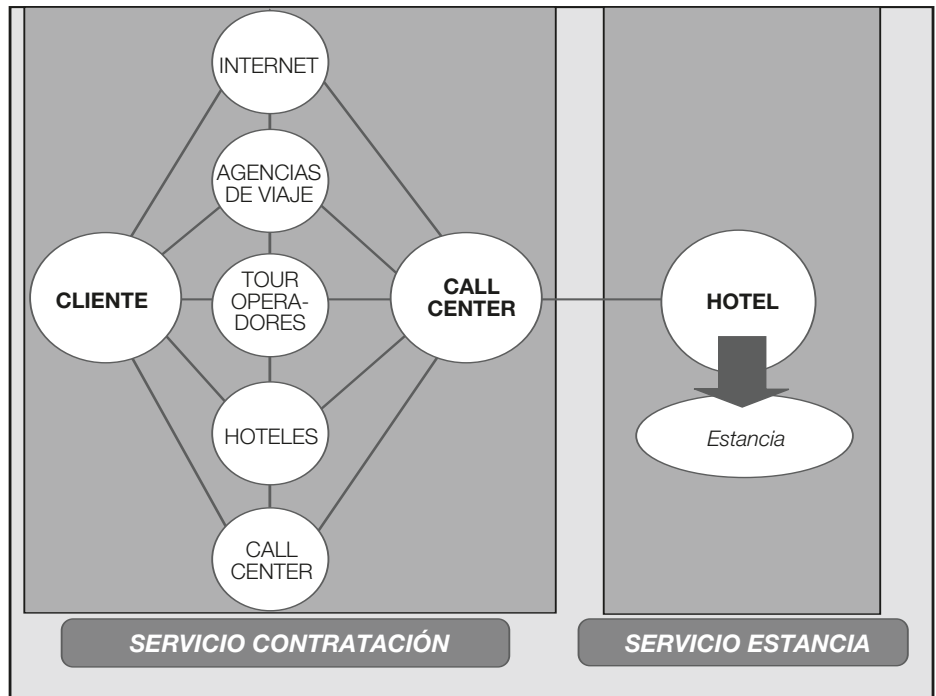 INTERNET
AGENCIAS
DE VIAJE
CLIENTE
TOUR
OPERA-
DORES
CALL
CENTER
HOTEL
HOTELES
Estancia
CALL
CENTER
SERVICIO CONTRATACIÓN
SERVICIO ESTANCIA